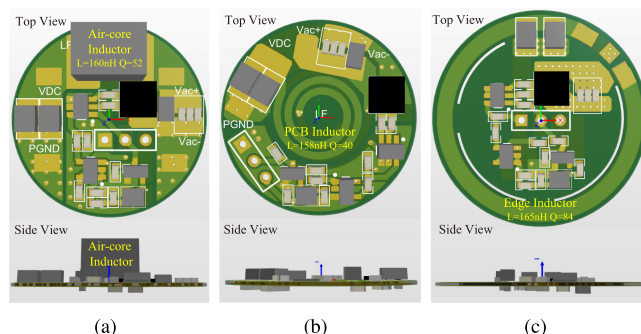 Top View
Air-core
Inductor
L=160nH Q=52
LF
VDC
Vac+
PGND
Vac-
Side View
Air-core
Inductor
(a)
Top View
Vac+
Vac-
VDC
LF
PGND
PCB Inductor
L=158nH Q=40
Side View
(b)
Top View
Edge Inductor
L=165nH Q=84
Side View
(c)